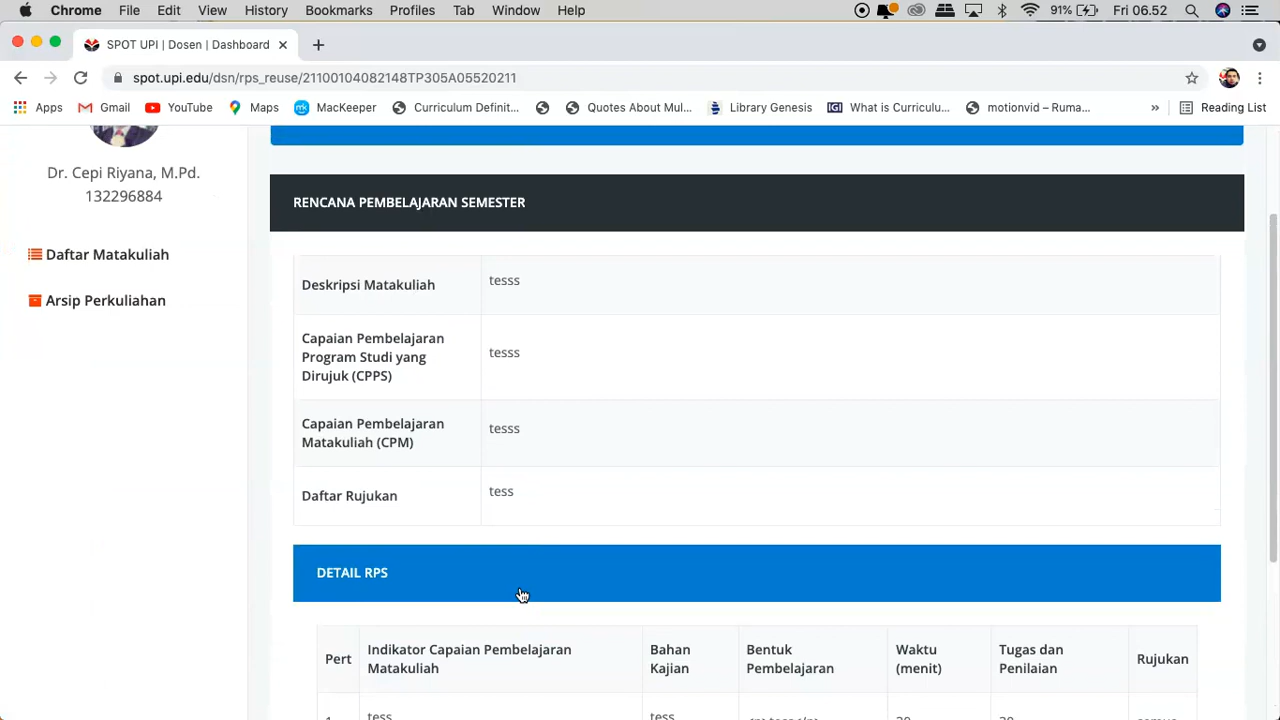 Chrome File Edit View History Bookmarks Profiles Tab Window Help 91% Fri 06.52
SPOT UPI | Dosen | Dashboard
spot.upi.edu/dsn/rps_reuse/21100104082148TP305A05520211
Apps Gmail YouTube Maps MacKeeper Curriculum Definit... Quotes About Mul... Library Genesis IGI What is Curriculu... motionvid – Ruma... » Reading List
Dr. Cepi Riyana, M.Pd.
132296884
Daftar Matakuliah
Arsip Perkuliahan
RENCANA PEMBELAJARAN SEMESTER
Deskripsi Matakuliah tesss
Capaian Pembelajaran
Program Studi yang tesss
Dirujuk (CPPS)
Capaian Pembelajaran tesss
Matakuliah (CPM)
Daftar Rujukan tess
DETAIL RPS
Pert Indikator Capaian Pembelajaran Bahan Bentuk Waktu Tugas dan Rujukan
Matakuliah Kajian Pembelajaran (menit) Penilaian
tess tess